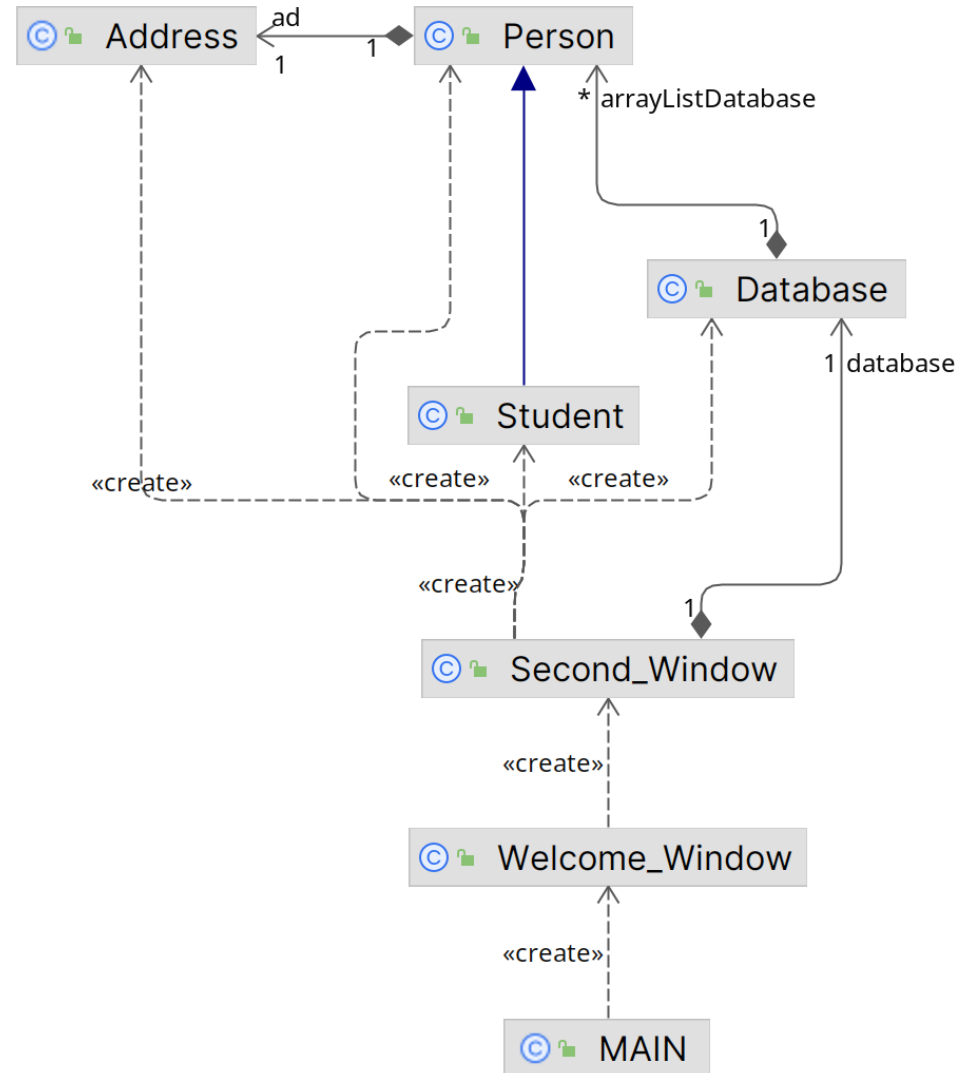 ad
Address
Person
1
1
* arrayListDatabase
1
Database
1 database
Student
«create»
«create»
«create»
«create»
1
Second_Window
«create»
Welcome_Window
«create»
MAIN